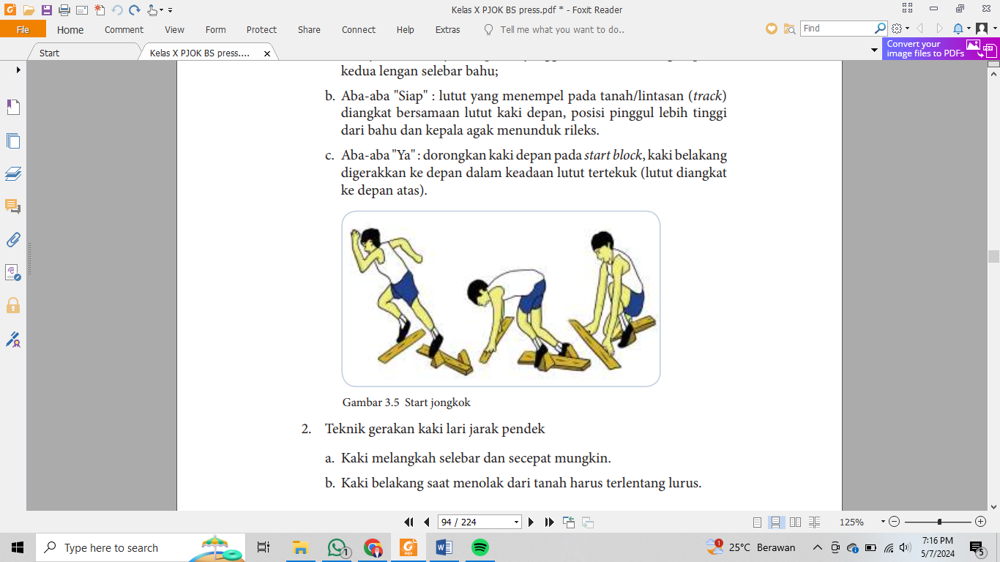 Kelas X PJOK BS press.pdf * - Foxit Reader
File Home Comment View Form Protect Share Connect Help Extras Tell me what you want to do.. Find
Start Kelas X PJOK BS press.... Convert your
image files to PDFs
kedua lengan selebar bahu;
b. Aba-aba "Siap" : lutut yang menempel pada tanah/lintasan (track)
diangkat bersamaan lutut kaki depan, posisi pinggul lebih tinggi
dari bahu dan kepala agak menunduk rileks.
c. Aba-aba "Ya" : dorongkan kaki depan pada start block, kaki belakang
digerakkan ke depan dalam keadaan lutut tertekuk (lutut diangkat
ke depan atas).
Gambar 3.5 Start jongkok
2. Teknik gerakan kaki lari jarak pendek
a. Kaki melangkah selebar dan secepat mungkin.
b. Kaki belakang saat menolak dari tanah harus terlentang lurus.
94 / 224 125%
Type here to search 1 W 1 25°C Berawan 7:16 PM
5/7/2024 5